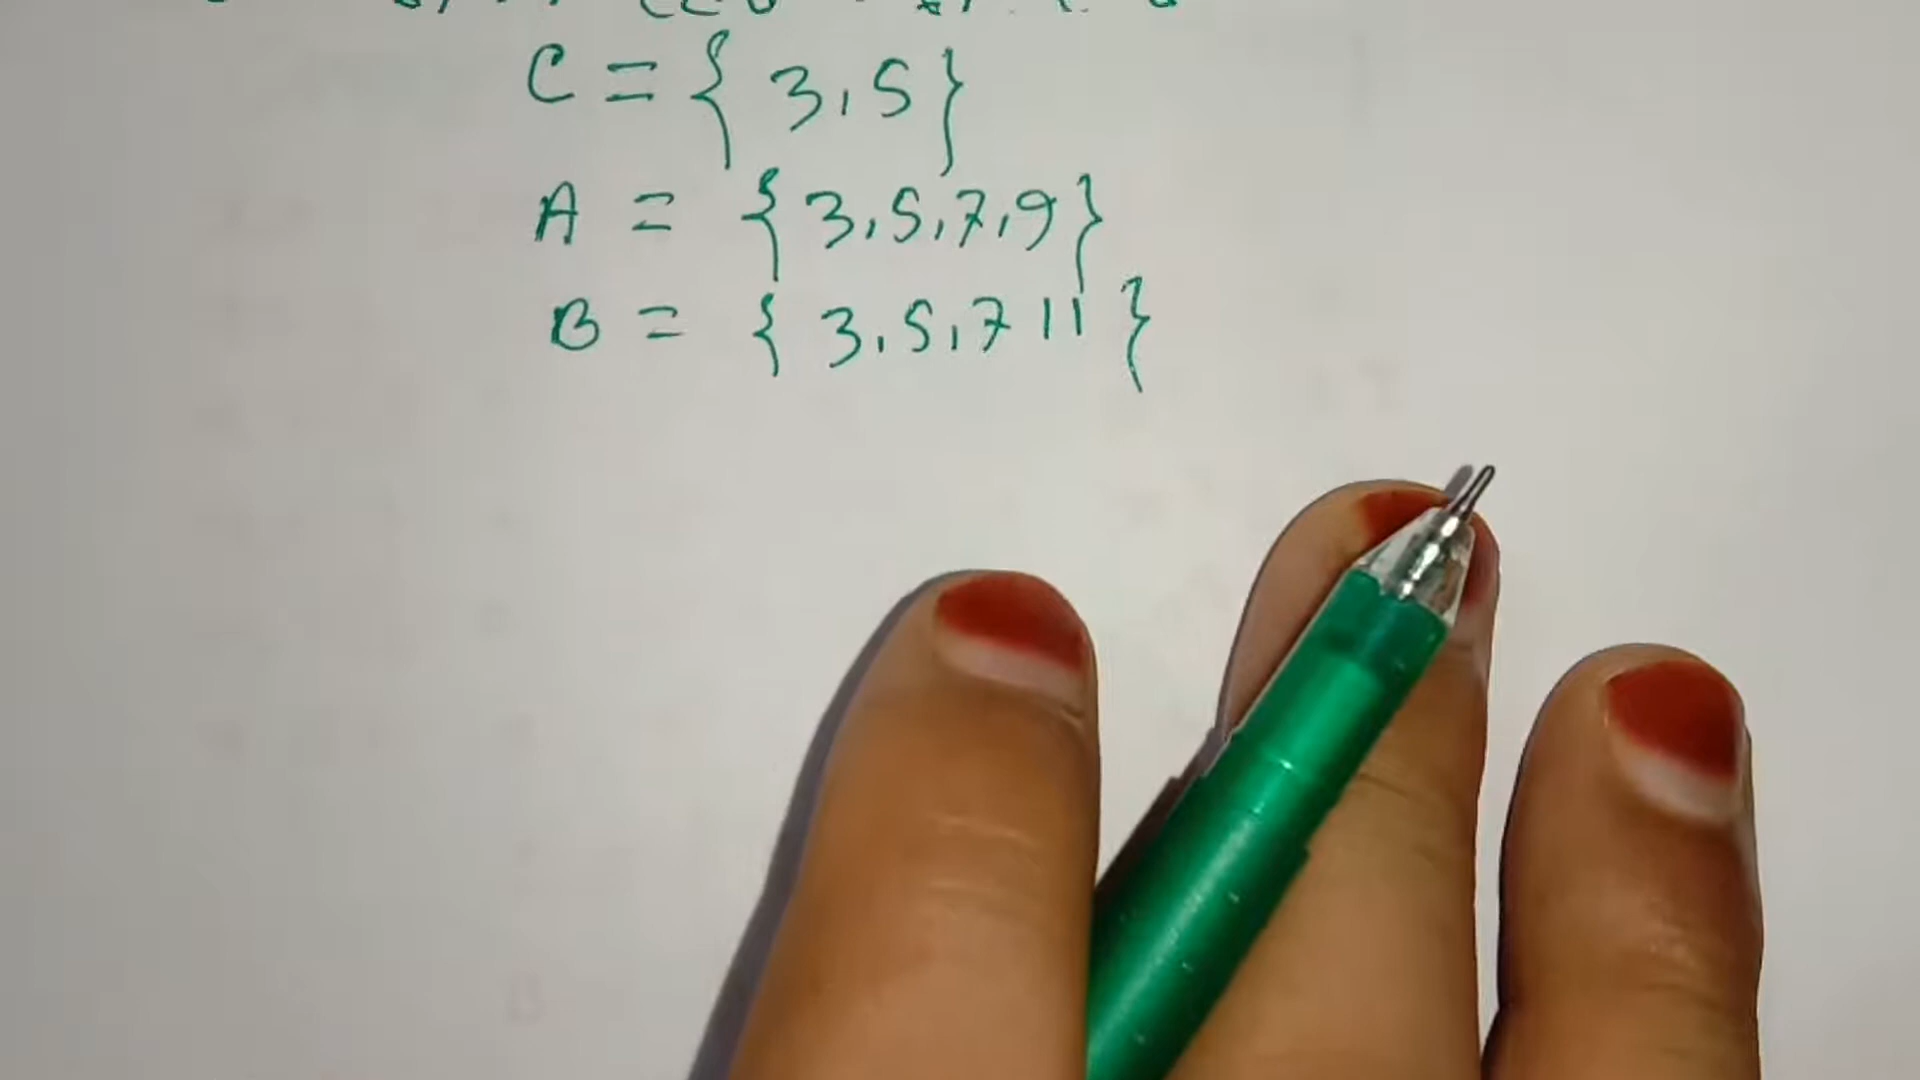 C = { 3, 5 }
A = { 3, 5, 7, 9 }
B = { 3, 5, 7 11 }